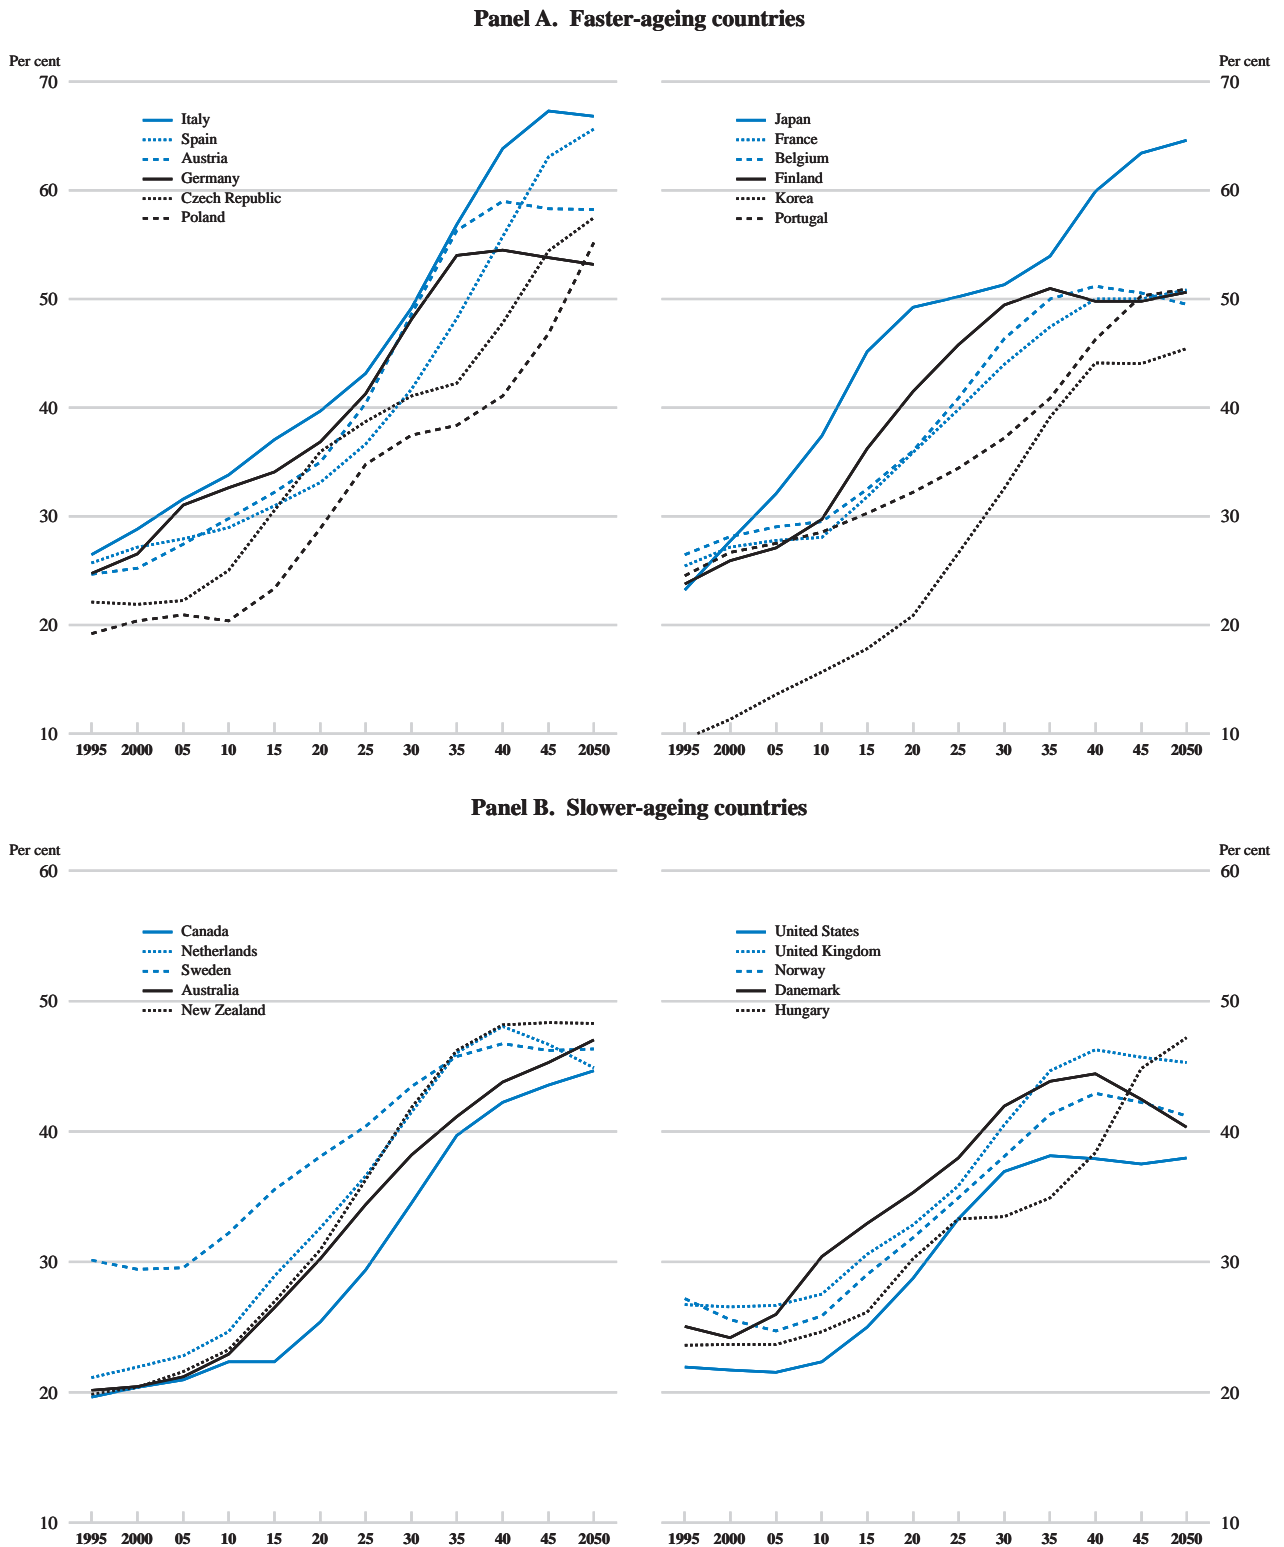 Panel A. Faster-ageing countries
Per cent
Per cent
70
70
Italy
Spain
Austria
Germany
Czech Republic
Poland
Japan
France
Belgium
Finland
Korea
Portugal
60
60
50
50
40
40
30
30
20
20
10
10
1995 2000 05 10 15 20 25 30 35 40 45 2050
1995 2000 05 10 15 20 25 30 35 40 45 2050
Panel B. Slower-ageing countries
Per cent
Per cent
60
60
Canada
Netherlands
Sweden
Australia
New Zealand
United States
United Kingdom
Norway
Danemark
Hungary
50
50
40
40
30
30
20
20
10
10
1995 2000 05 10 15 20 25 30 35 40 45 2050
1995 2000 05 10 15 20 25 30 35 40 45 2050